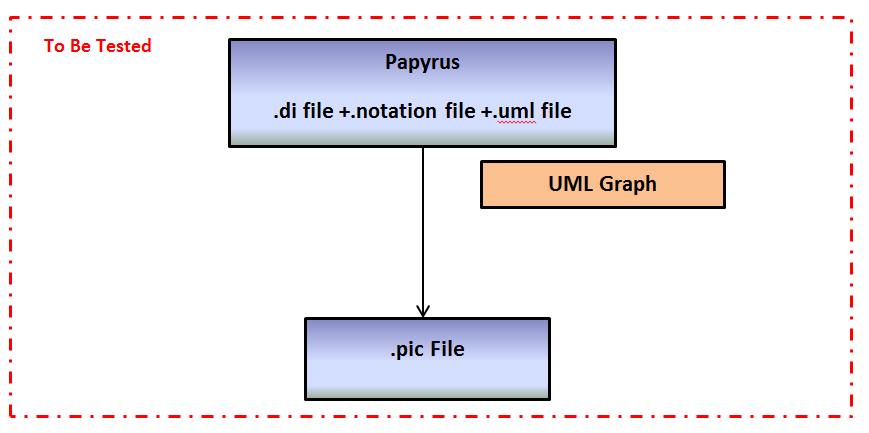 To Be Tested
Papyrus
.di file +.notation file +.uml file
UML Graph
.pic File